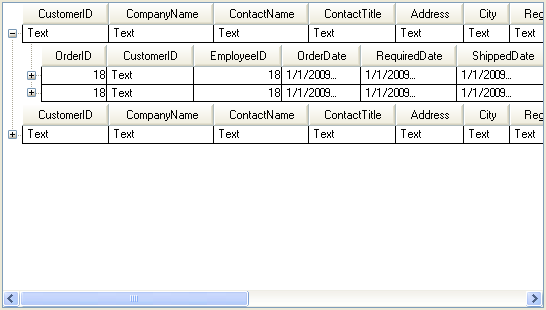 CustomerID CompanyName ContactName ContactTitle Address City Reg
Text Text Text Text Text Text Text
OrderID CustomerID EmployeeID OrderDate RequiredDate ShippedDate
18 Text 18 1/1/2009... 1/1/2009... 1/1/2009...
18 Text 18 1/1/2009... 1/1/2009... 1/1/2009...
CustomerID CompanyName ContactName ContactTitle Address City Reg
Text Text Text Text Text Text Text